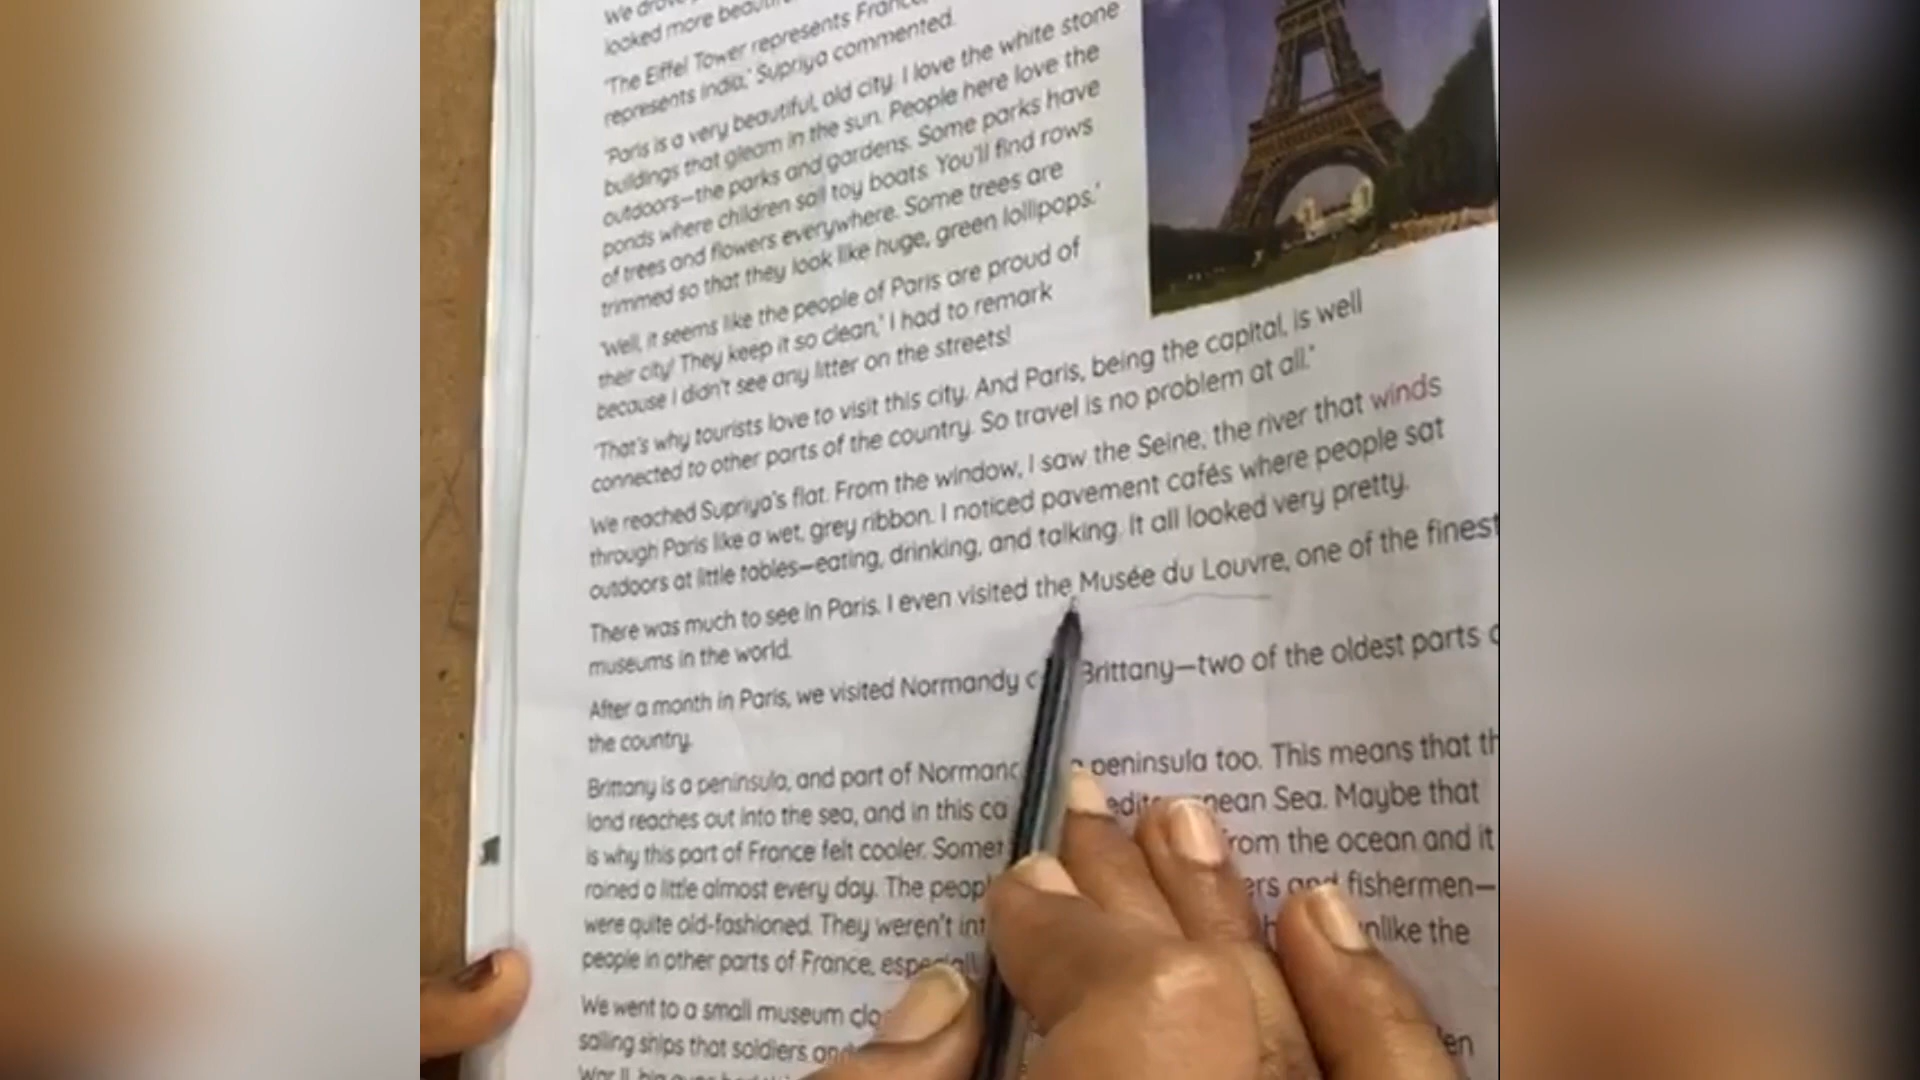 We drove
looked more beautiful
'The Eiffel Tower represents France,
represents India,' Supriya commented.
'Paris is a very beautiful, old city. I love the white stone
buildings that gleam in the sun. People here love the
outdoors—the parks and gardens. Some parks have
ponds where children sail toy boats. You'll find rows
of trees and flowers everywhere. Some trees are
trimmed so that they look like huge, green lollipops.'
'Well, it seems like the people of Paris are proud of
their city! They keep it so clean,' I had to remark
because I didn't see any litter on the streets!
'That's why tourists love to visit this city. And Paris, being the capital, is well
connected to other parts of the country. So travel is no problem at all.'
We reached Supriya's flat. From the window, I saw the Seine, the river that winds
through Paris like a wet, grey ribbon. I noticed pavement cafés where people sat
outdoors at little tables—eating, drinking, and talking. It all looked very pretty.
There was much to see in Paris. I even visited the Musée du Louvre, one of the finest
museums in the world.
After a month in Paris, we visited Normandy Brittany—two of the oldest parts
the country.
Brittany is a peninsula, and part of Normandy peninsula too. This means that
land reaches out into the sea, and in this Sea. Maybe that
is why this part of France felt cooler. from the ocean and it
rained a little almost every day. The and fishermen—
were quite old-fashioned. They weren't unlike the
people in other parts of France, especially
We went to a small museum
sailing ships that soldiers
War II,